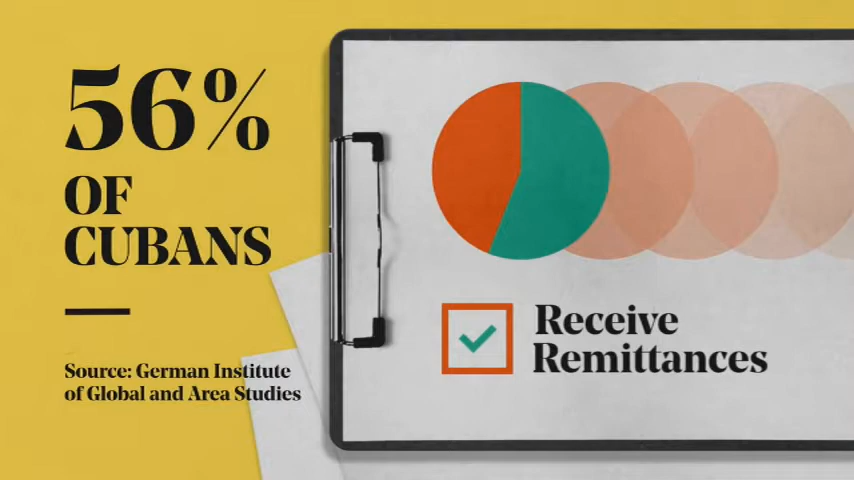 56%
OF
CUBANS
Source: German Institute
of Global and Area Studies
Receive
Remittances